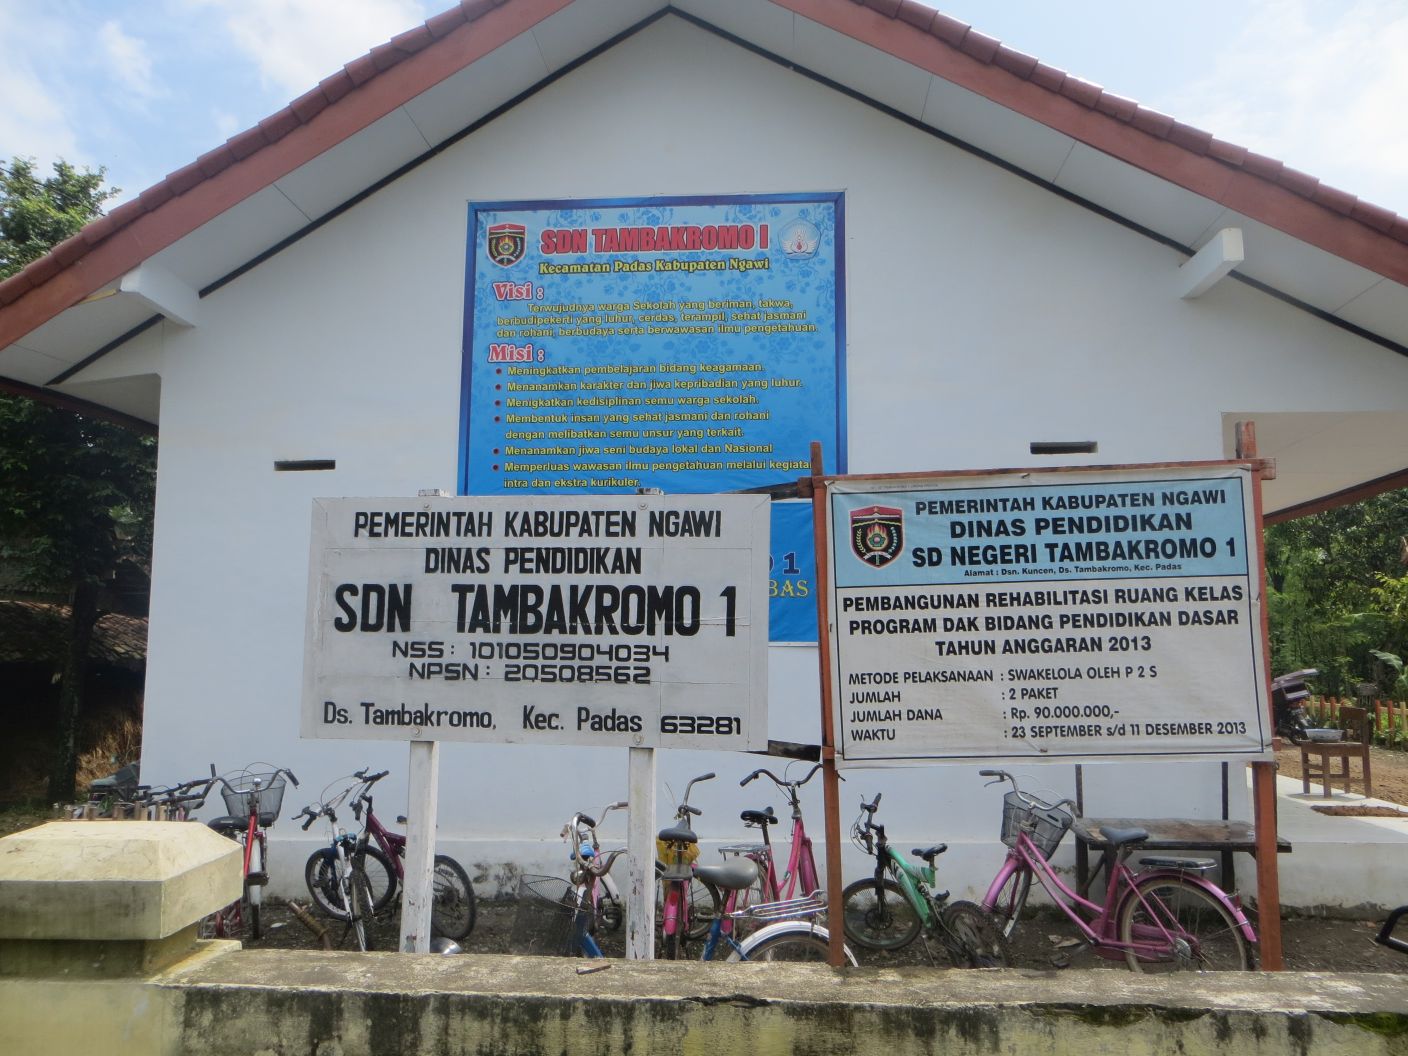 SDN TAMBAKROMO I
Kecamatan Padas Kabupaten Ngawi
Visi :
Terwujudnya warga Sekolah yang beriman, takwa,
berbudipekerti yang luhur, cerdas, terampil, sehat jasmani
dan rohani, berbudaya serta berwawasan ilmu pengetahuan.
Misi :
Meningkatkan pembelajaran bidang keagamaan.
Menanamkan karakter dan jiwa kepribadian yang luhur.
Menigkatkan kedisiplinan semu warga sekolah.
Membentuk insan yang sehat jasmani dan rohani
dengan melibatkan semu unsur yang terkait.
Menanamkan jiwa seni budaya lokal dan Nasional
Memperluas wawasan ilmu pengetahuan melalui kegiatan
intra dan ekstra kurikuler.
1
BAS
PEMERINTAH KABUPATEN NGAWI
DINAS PENDIDIKAN
SDN TAMBAKROMO 1
NSS : 101050904034
NPSN : 20508562
Ds. Tambakromo, Kec. Padas 63281
PEMERINTAH KABUPATEN NGAWI
DINAS PENDIDIKAN
SD NEGERI TAMBAKROMO 1
Alamat : Dsn. Kuncen, Ds. Tambakromo, Kec. Padas
PEMBANGUNAN REHABILITASI RUANG KELAS
PROGRAM DAK BIDANG PENDIDIKAN DASAR
TAHUN ANGGARAN 2013
METODE PELAKSANAAN : SWAKELOLA OLEH P 2 S
JUMLAH : 2 PAKET
JUMLAH DANA : Rp. 90.000.000,-
WAKTU : 23 SEPTEMBER s/d 11 DESEMBER 2013